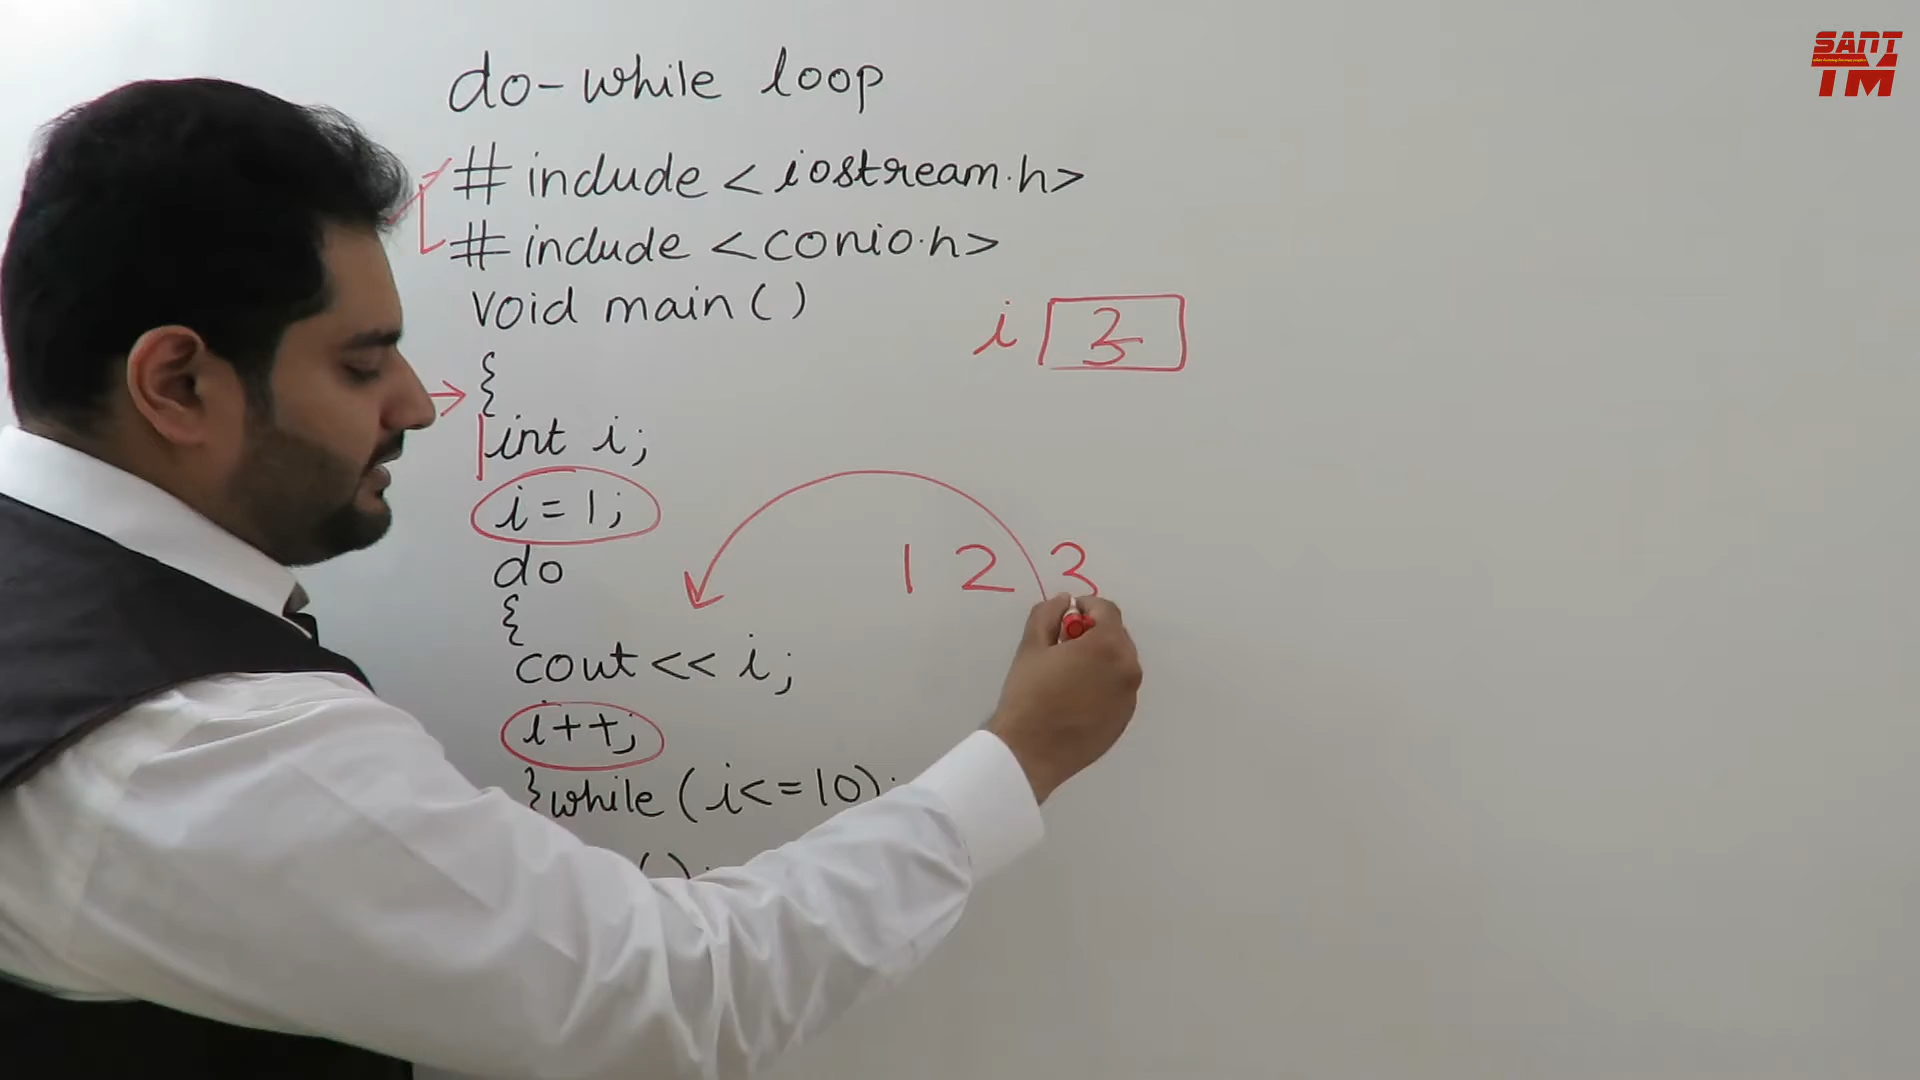 do-while loop
# include <iostream.h>
# include <conio.h>
void main()
i 3
{
int i;
i=1;
do
1 2 3
{
cout << i;
i++;
}while (i<=10);
();
SANT
TM